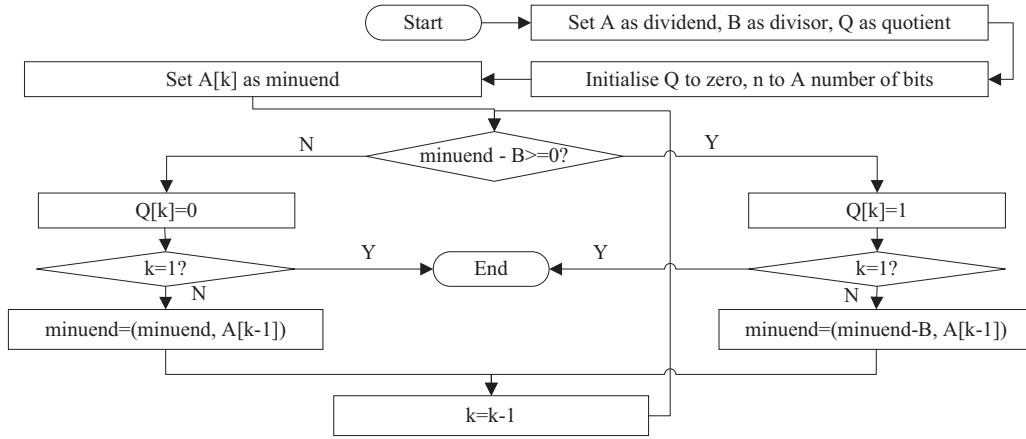 Start
Set A as dividend, B as divisor, Q as quotient
Set A[k] as minuend
Initialise Q to zero, n to A number of bits
N
minuend - B>=0?
Y
Q[k]=0
Q[k]=1
k=1?
Y
End
Y
k=1?
N
N
minuend=(minuend, A[k-1])
minuend=(minuend-B, A[k-1])
k=k-1